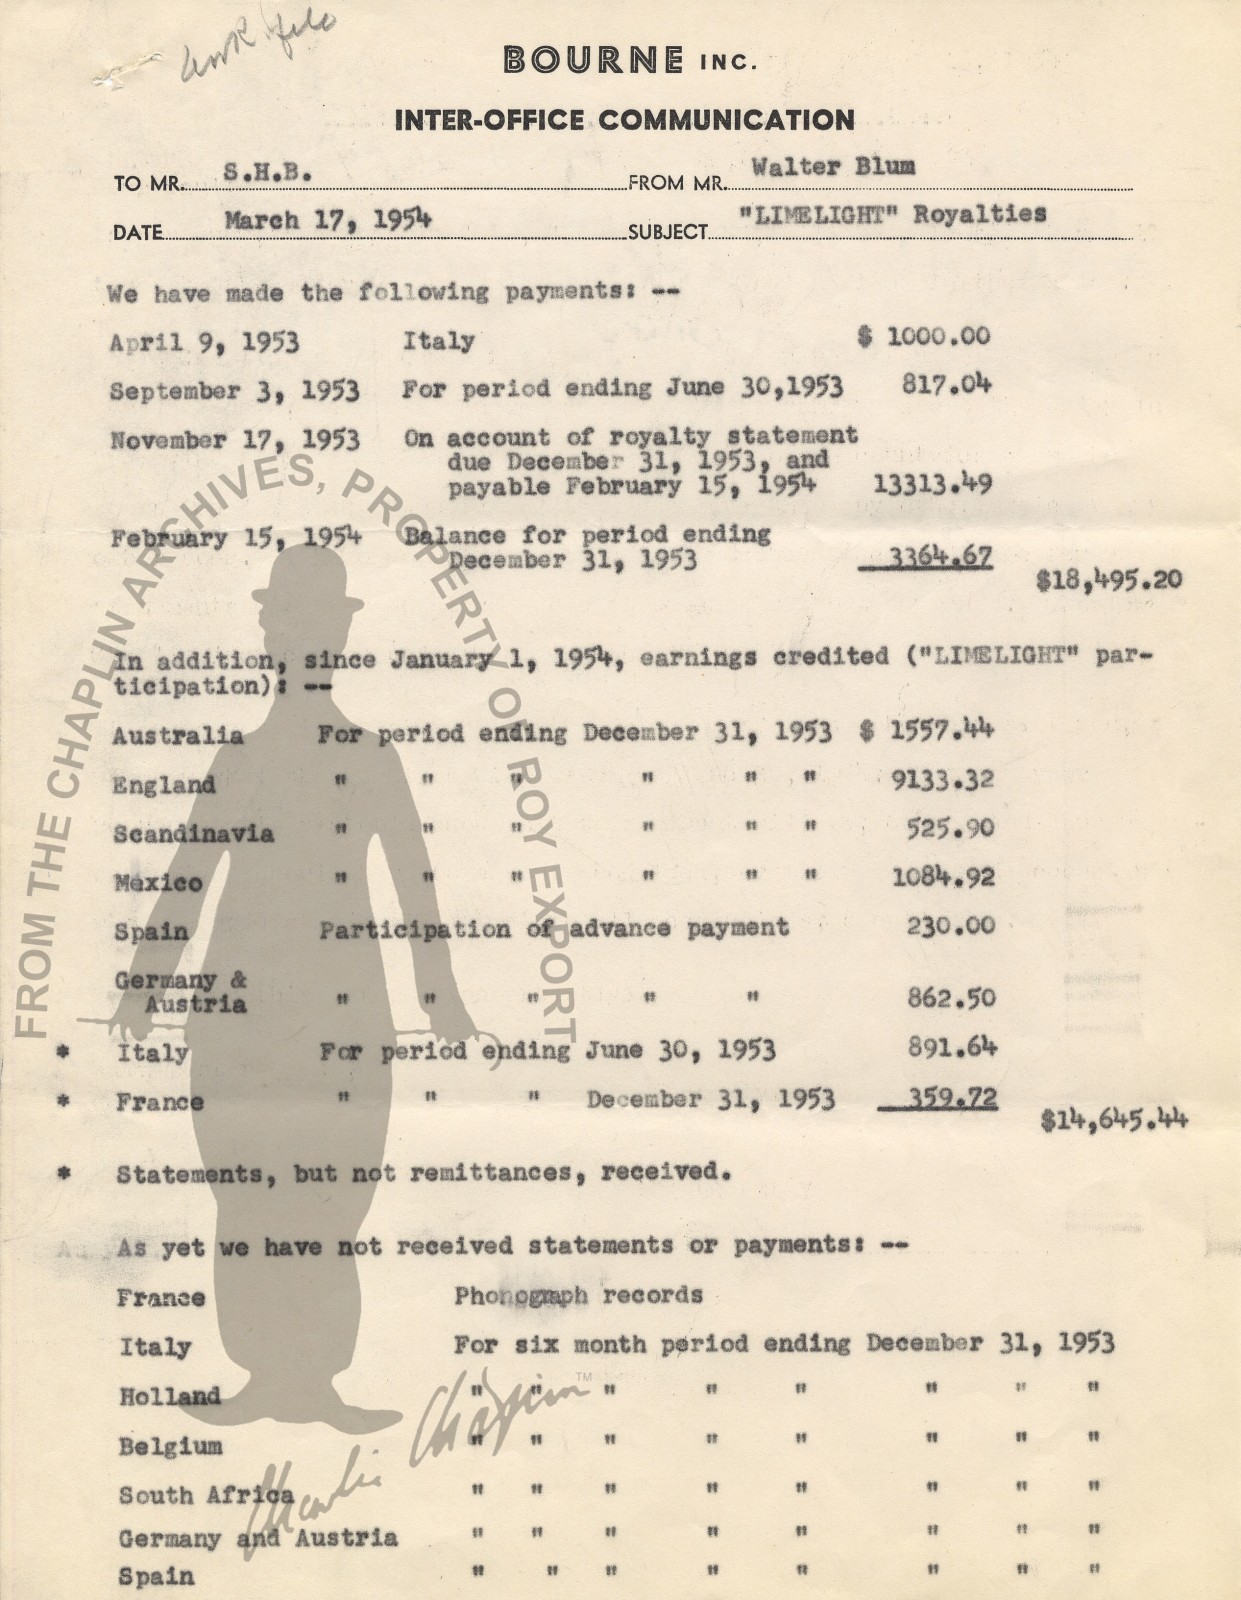 work file
BOURNE INC.
INTER-OFFICE COMMUNICATION
TO MR. S.H.B. FROM MR. Walter Blum
DATE March 17, 1954 SUBJECT "LIMELIGHT" Royalties
We have made the following payments: --
April 9, 1953 Italy $ 1000.00
September 3, 1953 For period ending June 30,1953 817.04
November 17, 1953 On account of royalty statement
due December 31, 1953, and
payable February 15, 1954 13313.49
February 15, 1954 Balance for period ending
December 31, 1953 3364.67
$18,495.20
In addition, since January 1, 1954, earnings credited ("LIMELIGHT" par-
ticipation): --
Australia For period ending December 31, 1953 $ 1557.44
England " " " " " " 9133.32
Scandinavia " " " " " " 525.90
Mexico " " " " " " 1084.92
Spain Participation of advance payment 230.00
Germany &
Austria " " " " " 862.50
* Italy For period ending June 30, 1953 891.64
* France " " " December 31, 1953 359.72
$14,645.44
* Statements, but not remittances, received.
As yet we have not received statements or payments: --
France Phonograph records
Italy For six month period ending December 31, 1953
Holland " " " " " " " "
Belgium " " " " " " " "
South Africa " " " " " " " "
Germany and Austria " " " " " " " "
Spain " " " " " " " "
FROM THE CHAPLIN ARCHIVES, PROPERTY OF ROY EXPORT
Charlie Chaplin ™